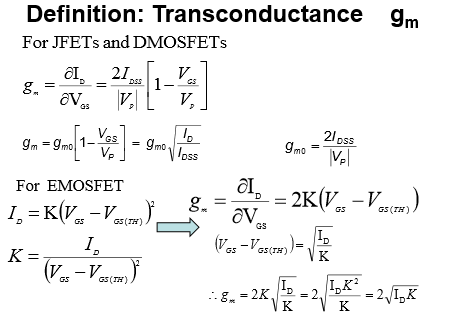 Definition: Transconductance g_m
For JFETs and DMOSFETs
g_m = ∂I_D/∂V_GS = 2I_DSS/|V_P| [1 − V_GS/V_P]
g_m = g_m0 [1 − V_GS/V_P] = g_m0 √(I_D/I_DSS) g_m0 = 2I_DSS/|V_P|
For EMOSFET
I_D = K(V_GS − V_GS(TH))² g_m = ∂I_D/∂V_GS = 2K(V_GS − V_GS(TH))
K = I_D/(V_GS − V_GS(TH))² (V_GS − V_GS(TH)) = √(I_D/K)
∴ g_m = 2K√(I_D/K) = 2√(I_D K²/K) = 2√(I_D K)